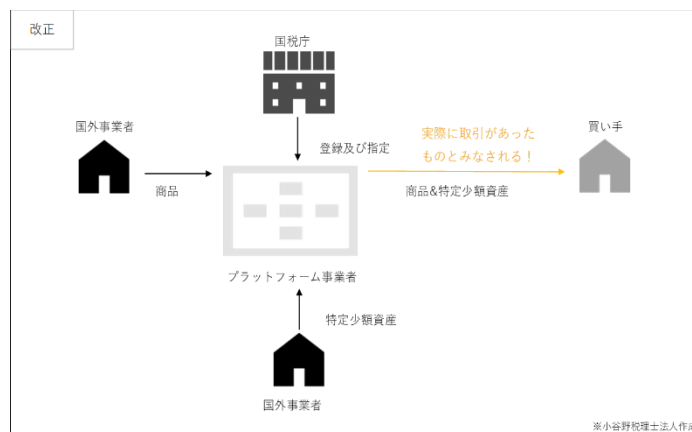 改正
国税庁
国外事業者
実際に取引があった
ものとみなされる！
買い手
登録及び指定
商品
商品&特定少額資産
プラットフォーム事業者
特定少額資産
国外事業者
※小谷野税理士法人作成